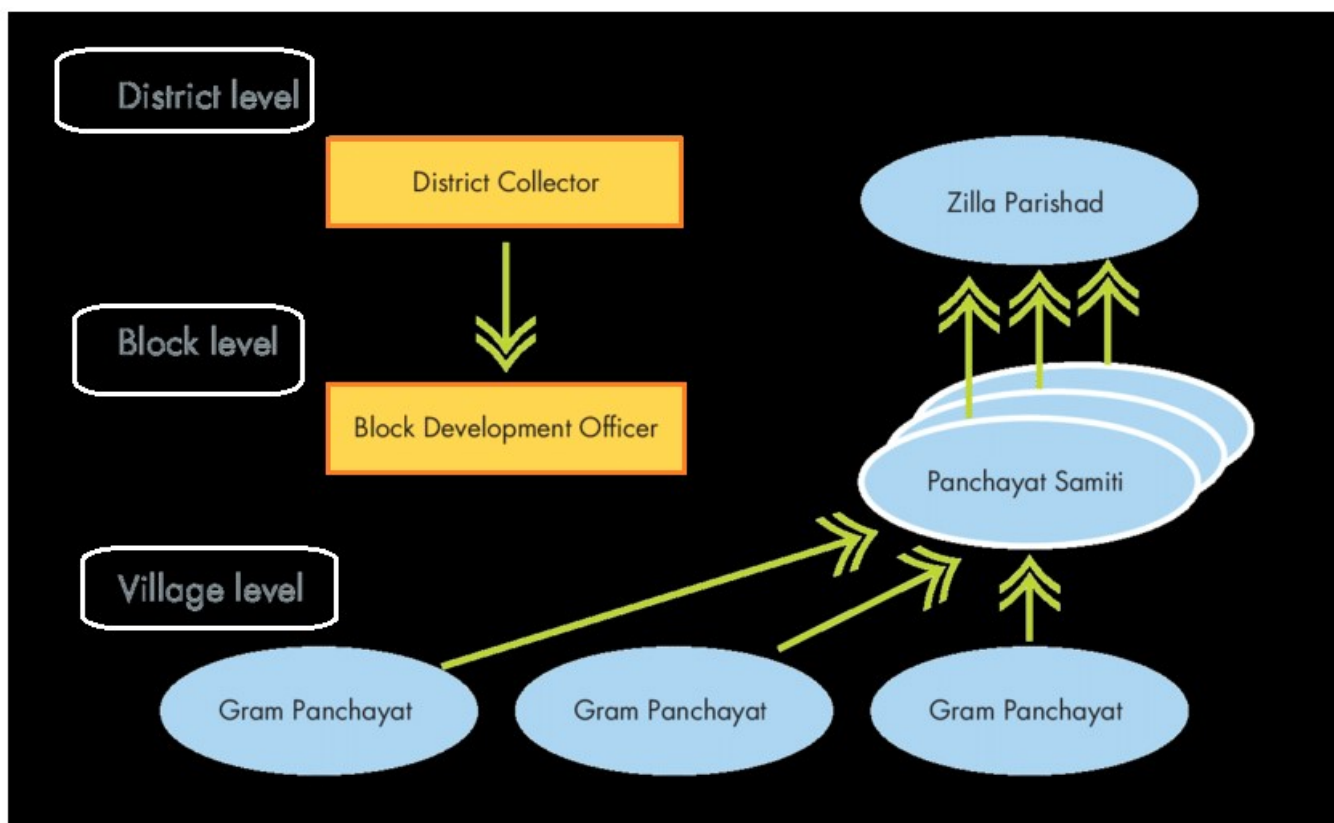 District level
District Collector
Zilla Parishad
Block level
Block Development Officer
Panchayat Samiti
Village level
Gram Panchayat
Gram Panchayat
Gram Panchayat